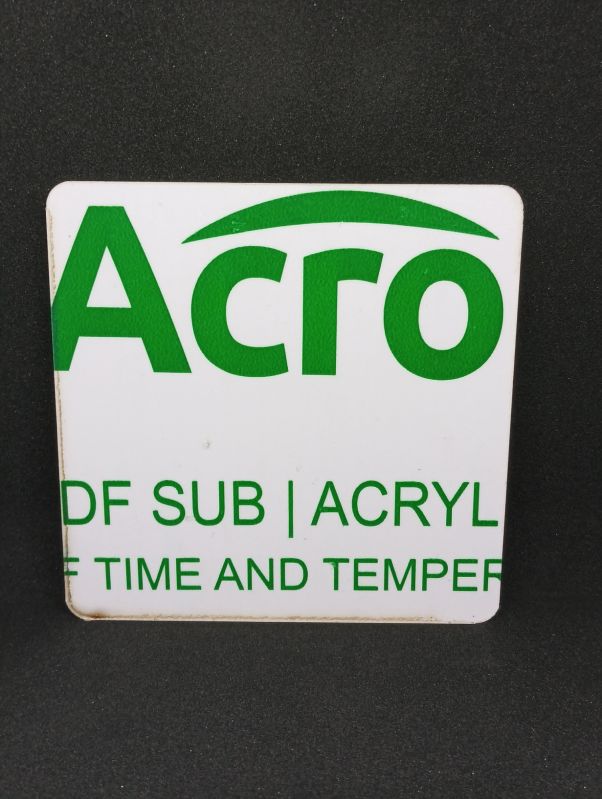 Acro
DF SUB | ACRYL
TIME AND TEMPER